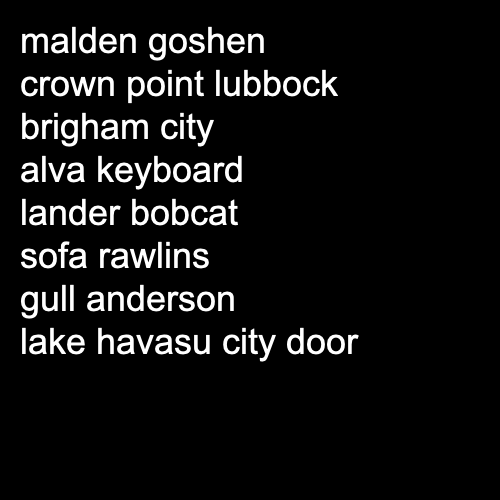 malden goshen
crown point lubbock
brigham city
alva keyboard
lander bobcat
sofa rawlins
gull anderson
lake havasu city door